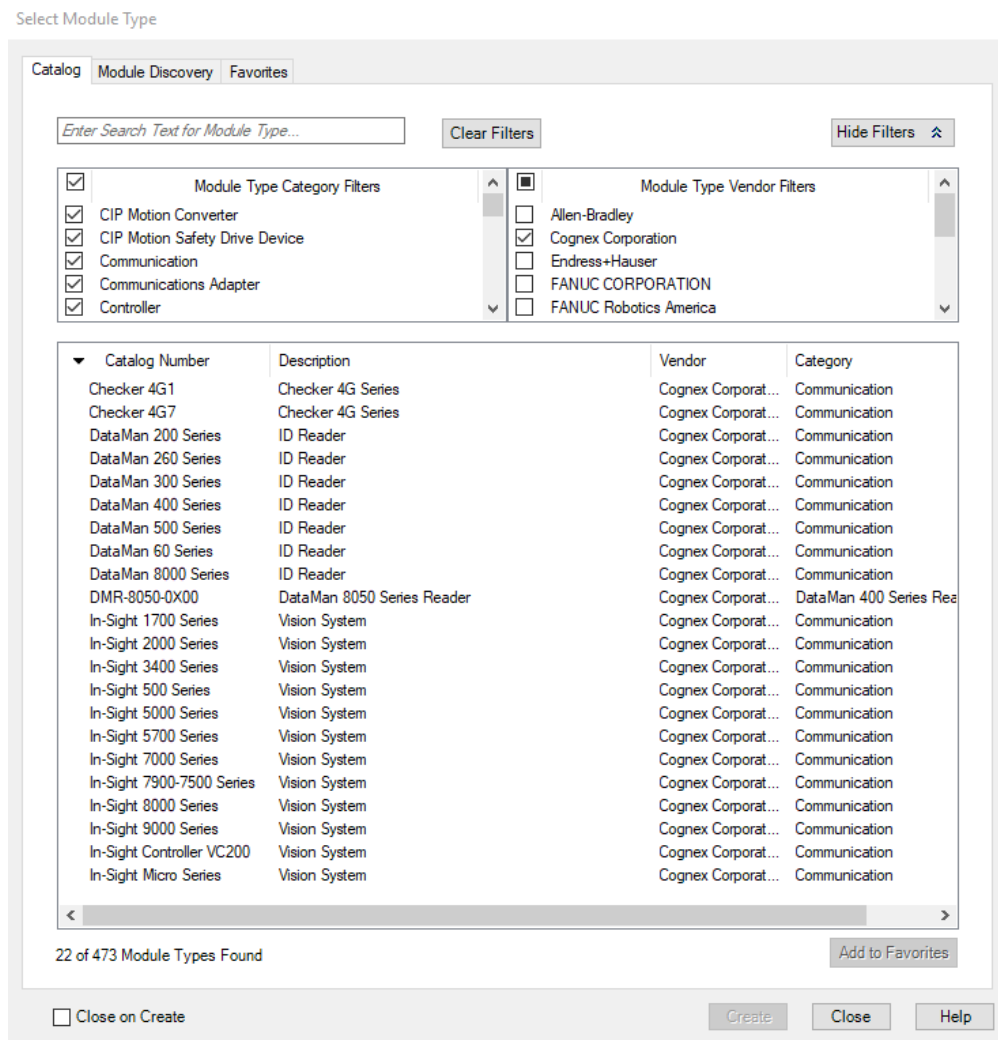 Select Module Type
Catalog Module Discovery Favorites
Enter Search Text for Module Type... Clear Filters Hide Filters
Module Type Category Filters Module Type Vendor Filters
CIP Motion Converter Allen-Bradley
CIP Motion Safety Drive Device Cognex Corporation
Communication Endress+Hauser
Communications Adapter FANUC CORPORATION
Controller FANUC Robotics America
Catalog Number Description Vendor Category
Checker 4G1 Checker 4G Series Cognex Corporat... Communication
Checker 4G7 Checker 4G Series Cognex Corporat... Communication
DataMan 200 Series ID Reader Cognex Corporat... Communication
DataMan 260 Series ID Reader Cognex Corporat... Communication
DataMan 300 Series ID Reader Cognex Corporat... Communication
DataMan 400 Series ID Reader Cognex Corporat... Communication
DataMan 500 Series ID Reader Cognex Corporat... Communication
DataMan 60 Series ID Reader Cognex Corporat... Communication
DataMan 8000 Series ID Reader Cognex Corporat... Communication
DMR-8050-0X00 DataMan 8050 Series Reader Cognex Corporat... DataMan 400 Series Rea
In-Sight 1700 Series Vision System Cognex Corporat... Communication
In-Sight 2000 Series Vision System Cognex Corporat... Communication
In-Sight 3400 Series Vision System Cognex Corporat... Communication
In-Sight 500 Series Vision System Cognex Corporat... Communication
In-Sight 5000 Series Vision System Cognex Corporat... Communication
In-Sight 5700 Series Vision System Cognex Corporat... Communication
In-Sight 7000 Series Vision System Cognex Corporat... Communication
In-Sight 7900-7500 Series Vision System Cognex Corporat... Communication
In-Sight 8000 Series Vision System Cognex Corporat... Communication
In-Sight 9000 Series Vision System Cognex Corporat... Communication
In-Sight Controller VC200 Vision System Cognex Corporat... Communication
In-Sight Micro Series Vision System Cognex Corporat... Communication
22 of 473 Module Types Found Add to Favorites
Close on Create Create Close Help